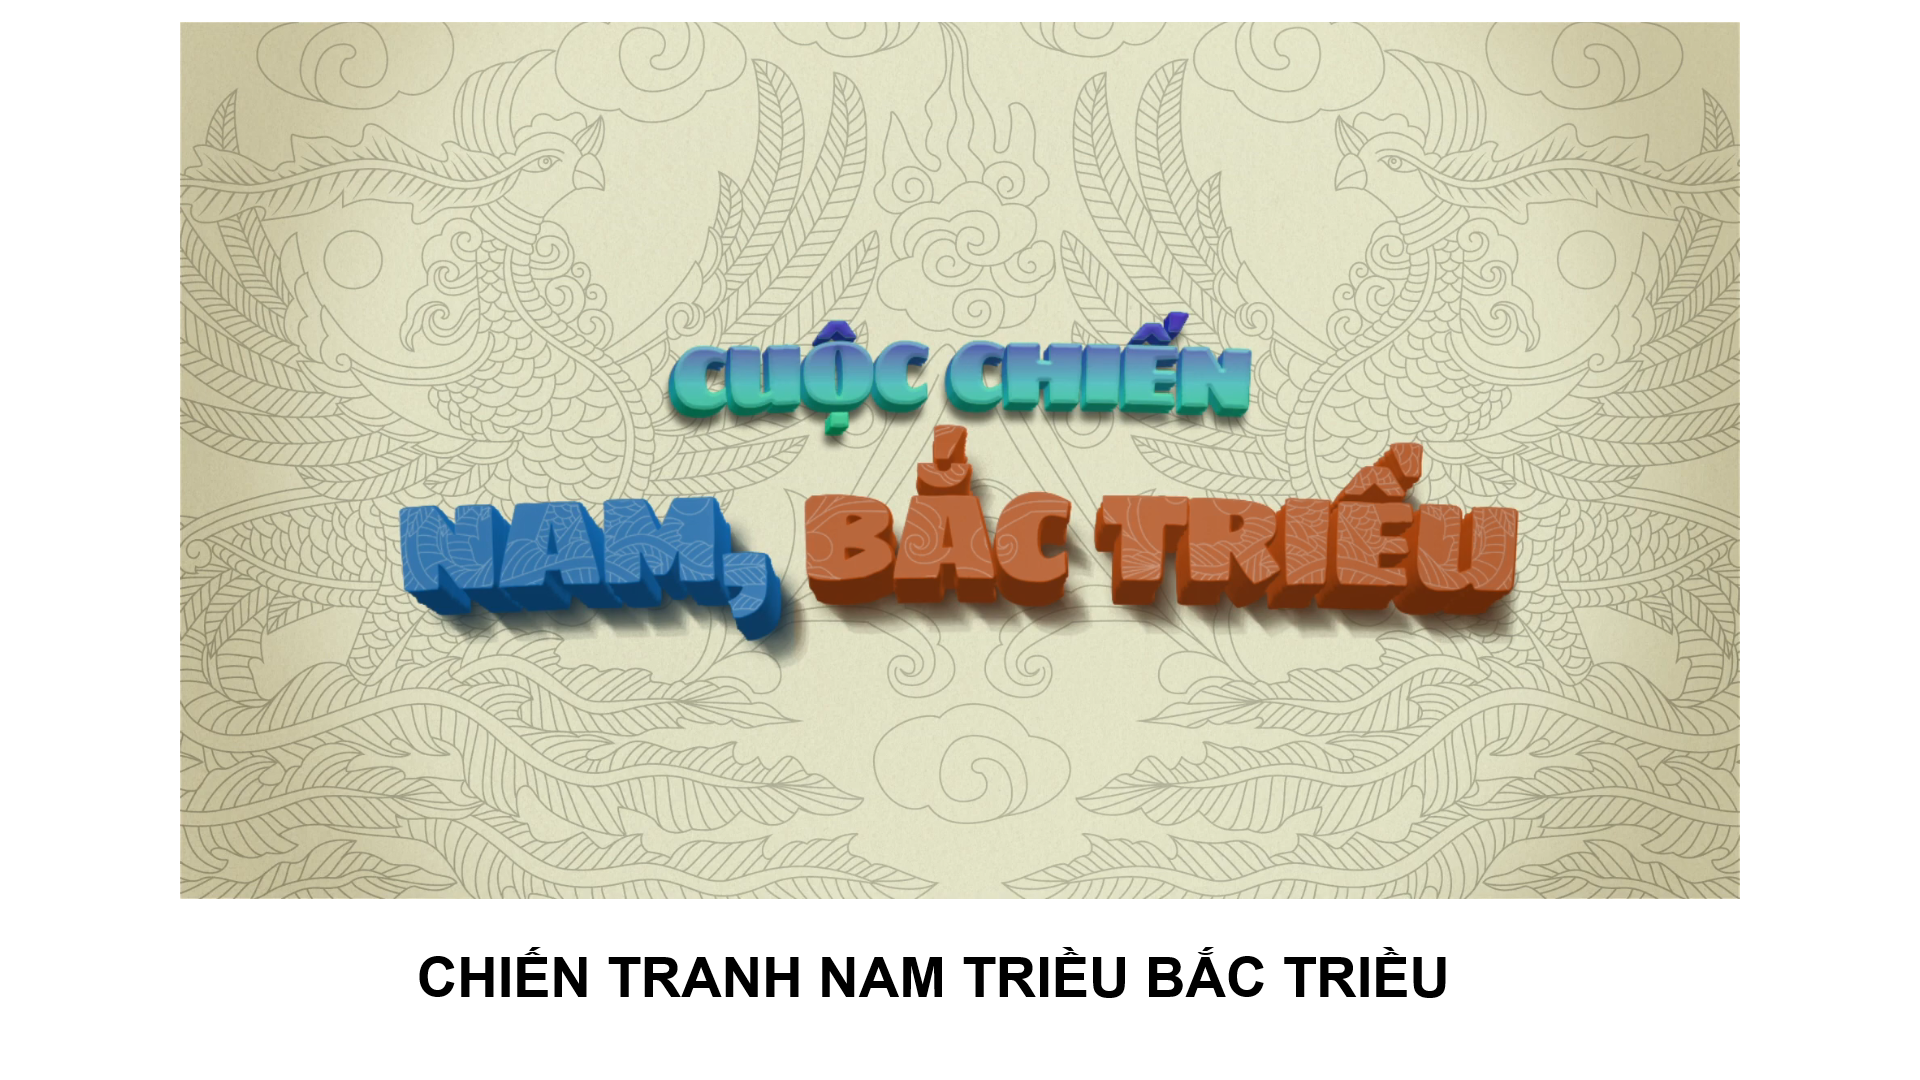 CUỘC CHIẾN
NAM, BẮC TRIỀU
CHIẾN TRANH NAM TRIỀU BẮC TRIỀU